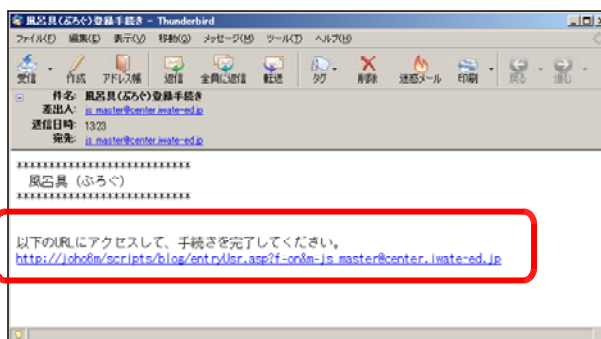 風呂具(ぶろぐ)登録手続き - Thunderbird
ファイル(F) 編集(E) 表示(V) 移動(G) メッセージ(M) ツール(T) ヘルプ(H)
受信 作成 アドレス帳 返信 全員に返信 転送 タグ 削除 迷惑メール 印刷 戻る 進む
件名: 風呂具(ぶろぐ)登録手続き
差出人: js_master@center.iwate-ed.jp
送信日時: 13:23
宛先: js_master@center.iwate-ed.jp
***************************
風呂具 (ぶろぐ)
***************************
以下のURLにアクセスして、手続きを完了してください。
http://joho6m/scripts/blog/entryUsr.asp?f-on&m-js_master@center.iwate-ed.jp